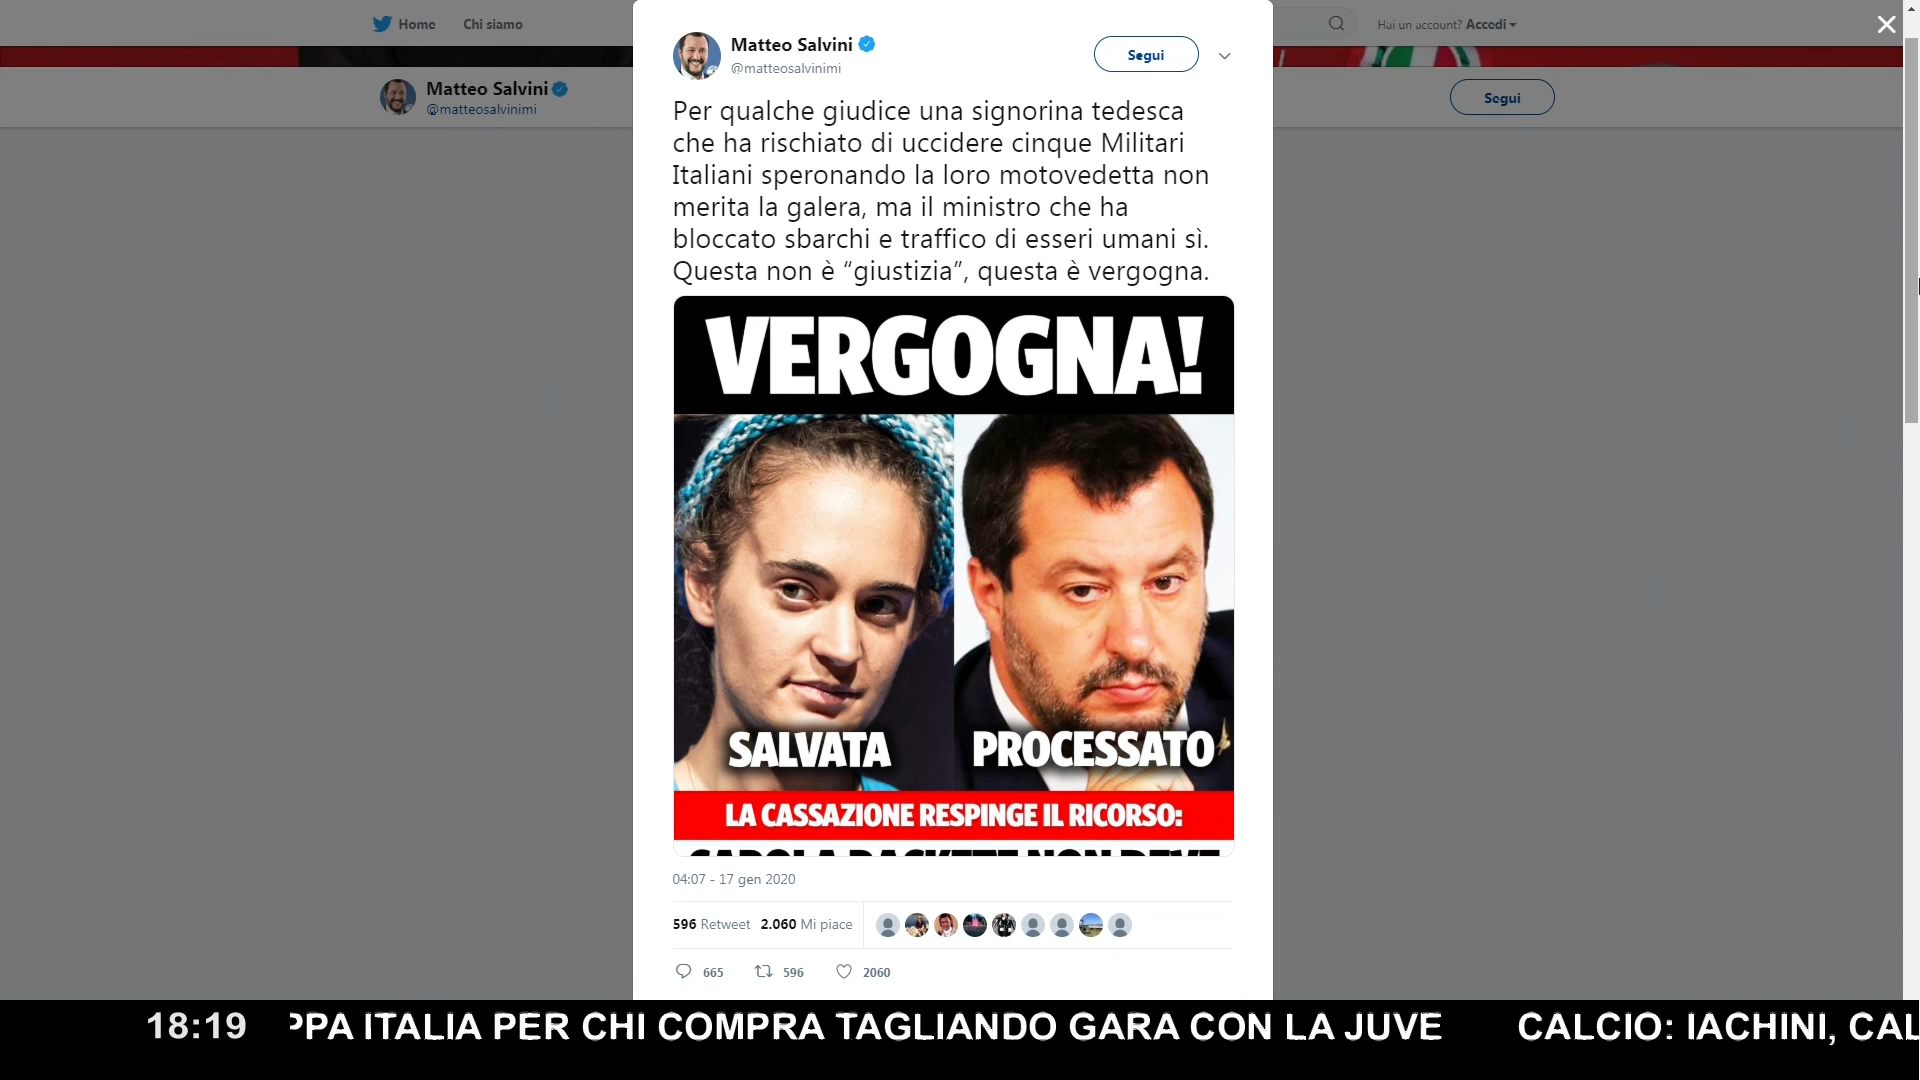 Home Chi siamo
Hai un account? Accedi
Matteo Salvini
@matteosalvinimi
Segui
Matteo Salvini
@matteosalvinimi
Segui
Per qualche giudice una signorina tedesca
che ha rischiato di uccidere cinque Militari
Italiani speronando la loro motovedetta non
merita la galera, ma il ministro che ha
bloccato sbarchi e traffico di esseri umani sì.
Questa non è “giustizia”, questa è vergogna.
VERGOGNA!
SALVATA
PROCESSATO
LA CASSAZIONE RESPINGE IL RICORSO:
04:07 - 17 gen 2020
596 Retweet 2.060 Mi piace
665 596 2060
18:19 PPA ITALIA PER CHI COMPRA TAGLIANDO GARA CON LA JUVE CALCIO: IACHINI, CAL